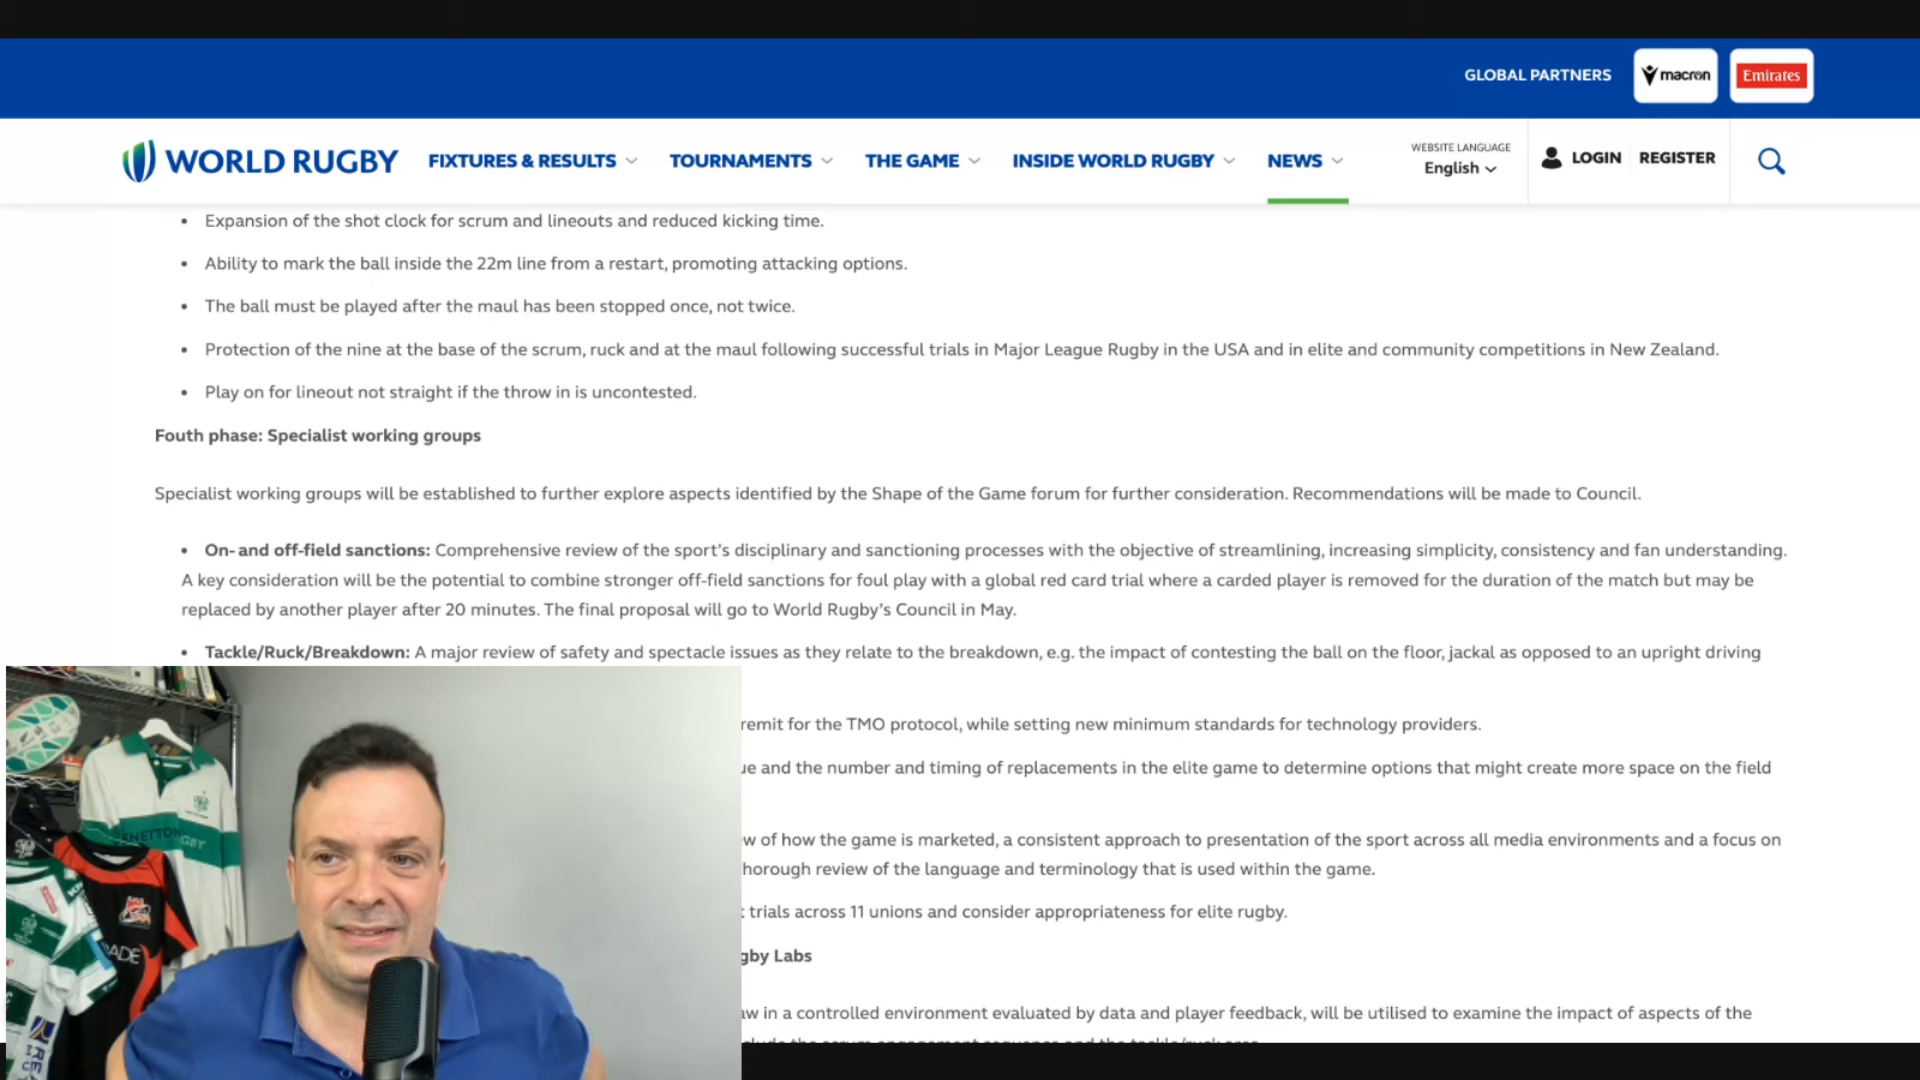 GLOBAL PARTNERS
macron
Emirates
WORLD RUGBY
FIXTURES & RESULTS
TOURNAMENTS
THE GAME
INSIDE WORLD RUGBY
NEWS
WEBSITE LANGUAGE
English
LOGIN
REGISTER
• Expansion of the shot clock for scrum and lineouts and reduced kicking time.
• Ability to mark the ball inside the 22m line from a restart, promoting attacking options.
• The ball must be played after the maul has been stopped once, not twice.
• Protection of the nine at the base of the scrum, ruck and at the maul following successful trials in Major League Rugby in the USA and in elite and community competitions in New Zealand.
• Play on for lineout not straight if the throw in is uncontested.
Fouth phase: Specialist working groups
Specialist working groups will be established to further explore aspects identified by the Shape of the Game forum for further consideration. Recommendations will be made to Council.
• On- and off-field sanctions: Comprehensive review of the sport's disciplinary and sanctioning processes with the objective of streamlining, increasing simplicity, consistency and fan understanding.
A key consideration will be the potential to combine stronger off-field sanctions for foul play with a global red card trial where a carded player is removed for the duration of the match but may be
replaced by another player after 20 minutes. The final proposal will go to World Rugby's Council in May.
• Tackle/Ruck/Breakdown: A major review of safety and spectacle issues as they relate to the breakdown, e.g. the impact of contesting the ball on the floor, jackal as opposed to an upright driving
remit for the TMO protocol, while setting new minimum standards for technology providers.
ue and the number and timing of replacements in the elite game to determine options that might create more space on the field
ew of how the game is marketed, a consistent approach to presentation of the sport across all media environments and a focus on
horough review of the language and terminology that is used within the game.
t trials across 11 unions and consider appropriateness for elite rugby.
gby Labs
aw in a controlled environment evaluated by data and player feedback, will be utilised to examine the impact of aspects of the